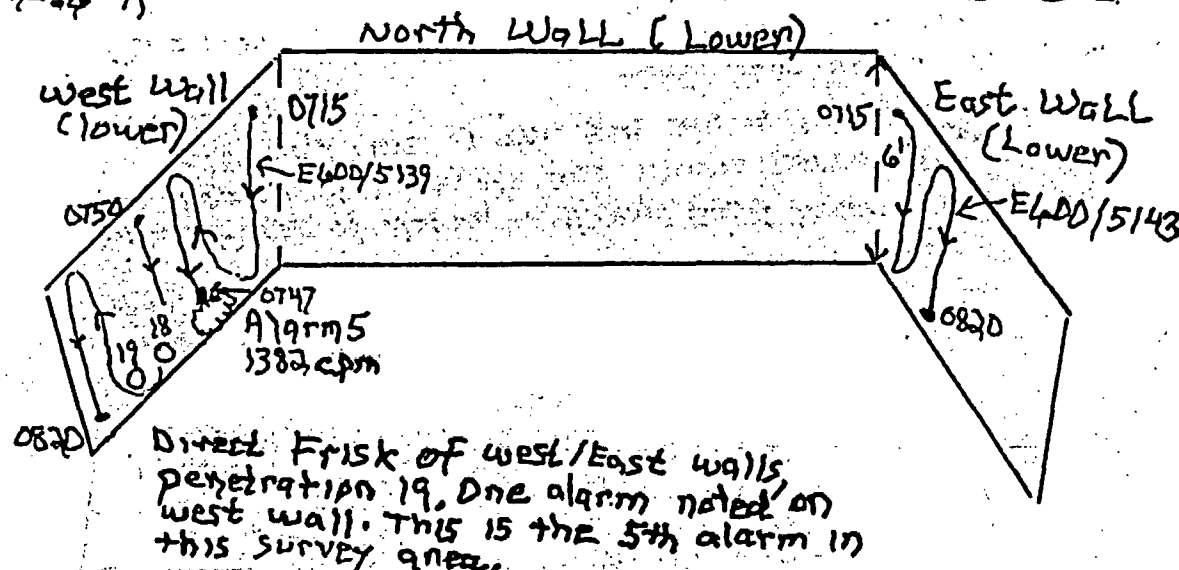 North Wall (Lower)
West Wall
(lower)
0715
E600/5139
0750
0747
Alarm 5
1382 cpm
18
19
0820
0715
6'
East Wall
(Lower)
E600/5143
0820
Direct Frisk of west/East walls,
penetration 19. One alarm noted on
west wall. This is the 5th alarm in
this survey area.